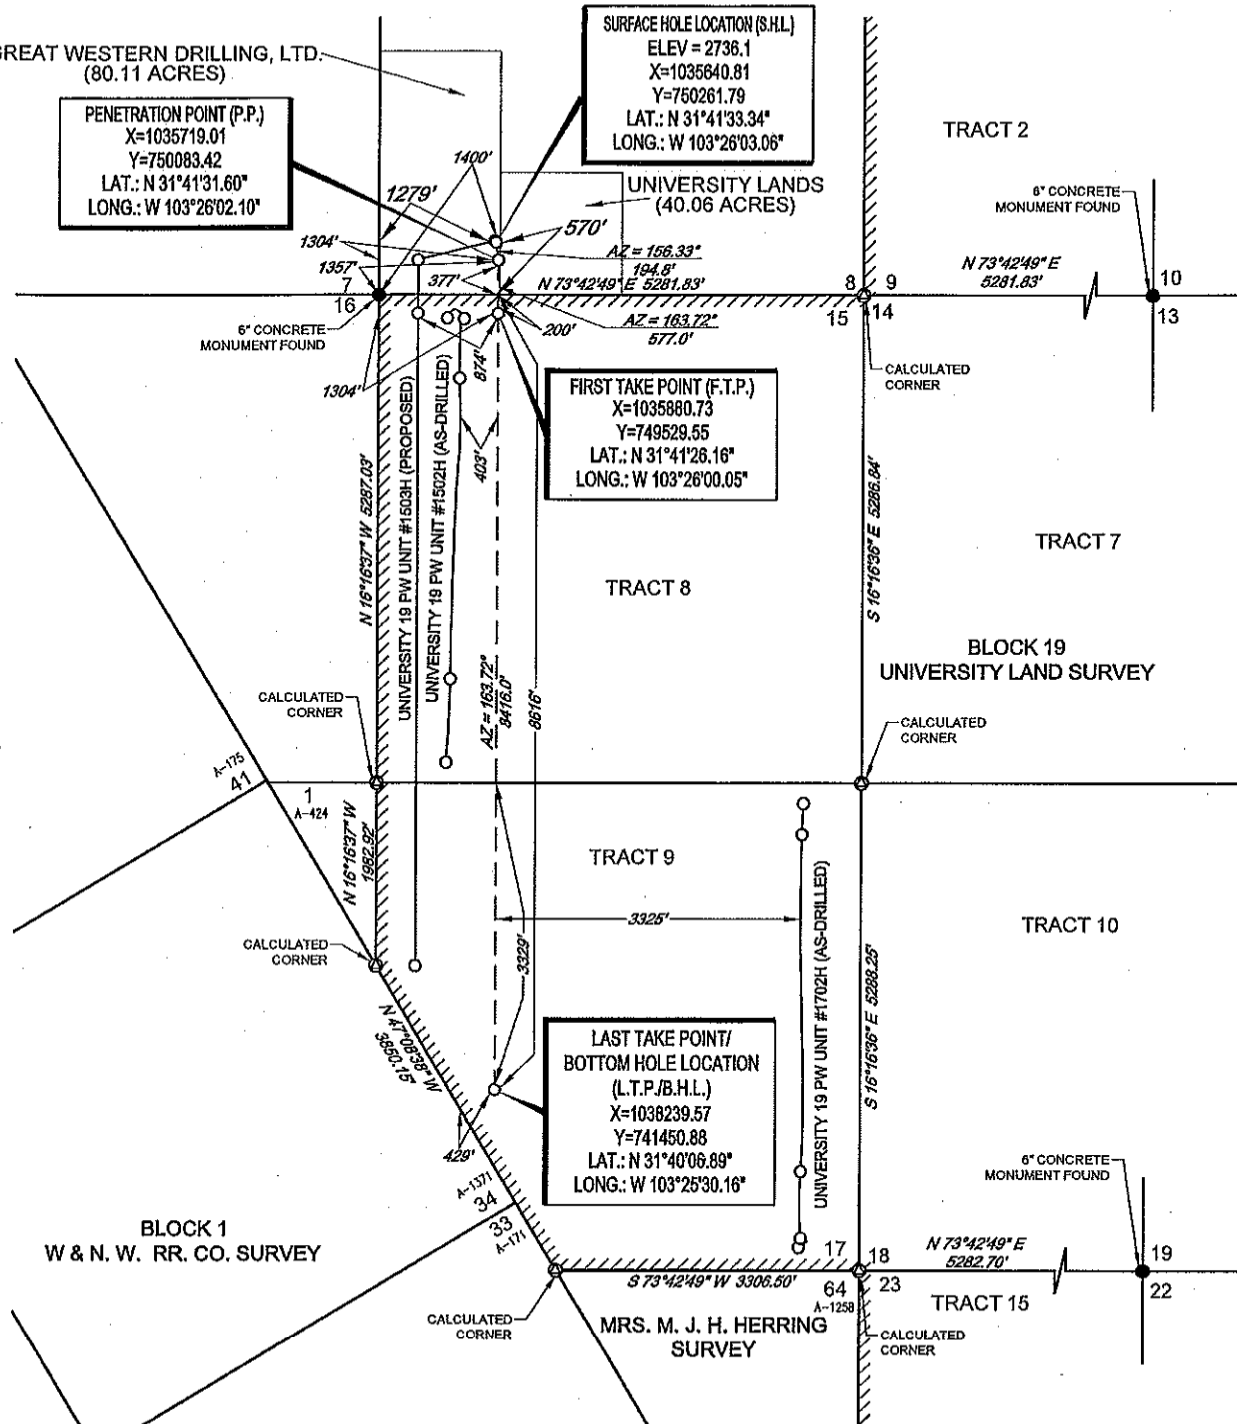 GREAT WESTERN DRILLING, LTD.
(80.11 ACRES)
SURFACE HOLE LOCATION (S.H.L)
ELEV = 2736.1
X=1035640.81
Y=750261.79
LAT.: N 31°41'33.34"
LONG.: W 103°26'03.06"
PENETRATION POINT (P.P.)
X=1035719.01
Y=750083.42
LAT.: N 31°41'31.60"
LONG.: W 103°26'02.10"
TRACT 2
1400'
1279'
UNIVERSITY LANDS
(40.06 ACRES)
6" CONCRETE
MONUMENT FOUND
570'
1304'
1357'
377'
AZ = 156.33°
194.8'
N 73°42'49" E 5281.83'
N 73°42'49" E
5281.83'
7
16
8
9
15
14
10
13
6" CONCRETE
MONUMENT FOUND
200'
AZ = 163.72°
577.0'
1304'
874'
CALCULATED
CORNER
FIRST TAKE POINT (F.T.P.)
X=1035880.73
Y=749529.55
LAT.: N 31°41'26.16"
LONG.: W 103°26'00.05"
403'
N 16°16'37" W 5287.03'
UNIVERSITY 19 PW UNIT #1503H (PROPOSED)
UNIVERSITY 19 PW UNIT #1502H (AS-DRILLED)
S 16°16'36" E 5286.84'
TRACT 7
TRACT 8
BLOCK 19
UNIVERSITY LAND SURVEY
AZ = 163.72°
8416.0'
8616'
CALCULATED
CORNER
CALCULATED
CORNER
A-175
41
1
A-424
N 16°16'37" W
1982.92'
TRACT 9
3325'
3329'
UNIVERSITY 19 PW UNIT #1702H (AS-DRILLED)
S 16°16'36" E 5288.25'
TRACT 10
CALCULATED
CORNER
N 47°08'38" W
3850.15'
LAST TAKE POINT/
BOTTOM HOLE LOCATION
(L.T.P./B.H.L.)
X=1038239.57
Y=741450.88
LAT.: N 31°40'06.89"
LONG.: W 103°25'30.16"
429'
A-1371
34
33
A-171
6" CONCRETE
MONUMENT FOUND
BLOCK 1
W & N. W. RR. CO. SURVEY
17
18
N 73°42'49" E
5282.70'
19
22
S 73°42'49" W 3306.50'
64
A-1258
23
TRACT 15
CALCULATED
CORNER
MRS. M. J. H. HERRING
SURVEY
CALCULATED
CORNER